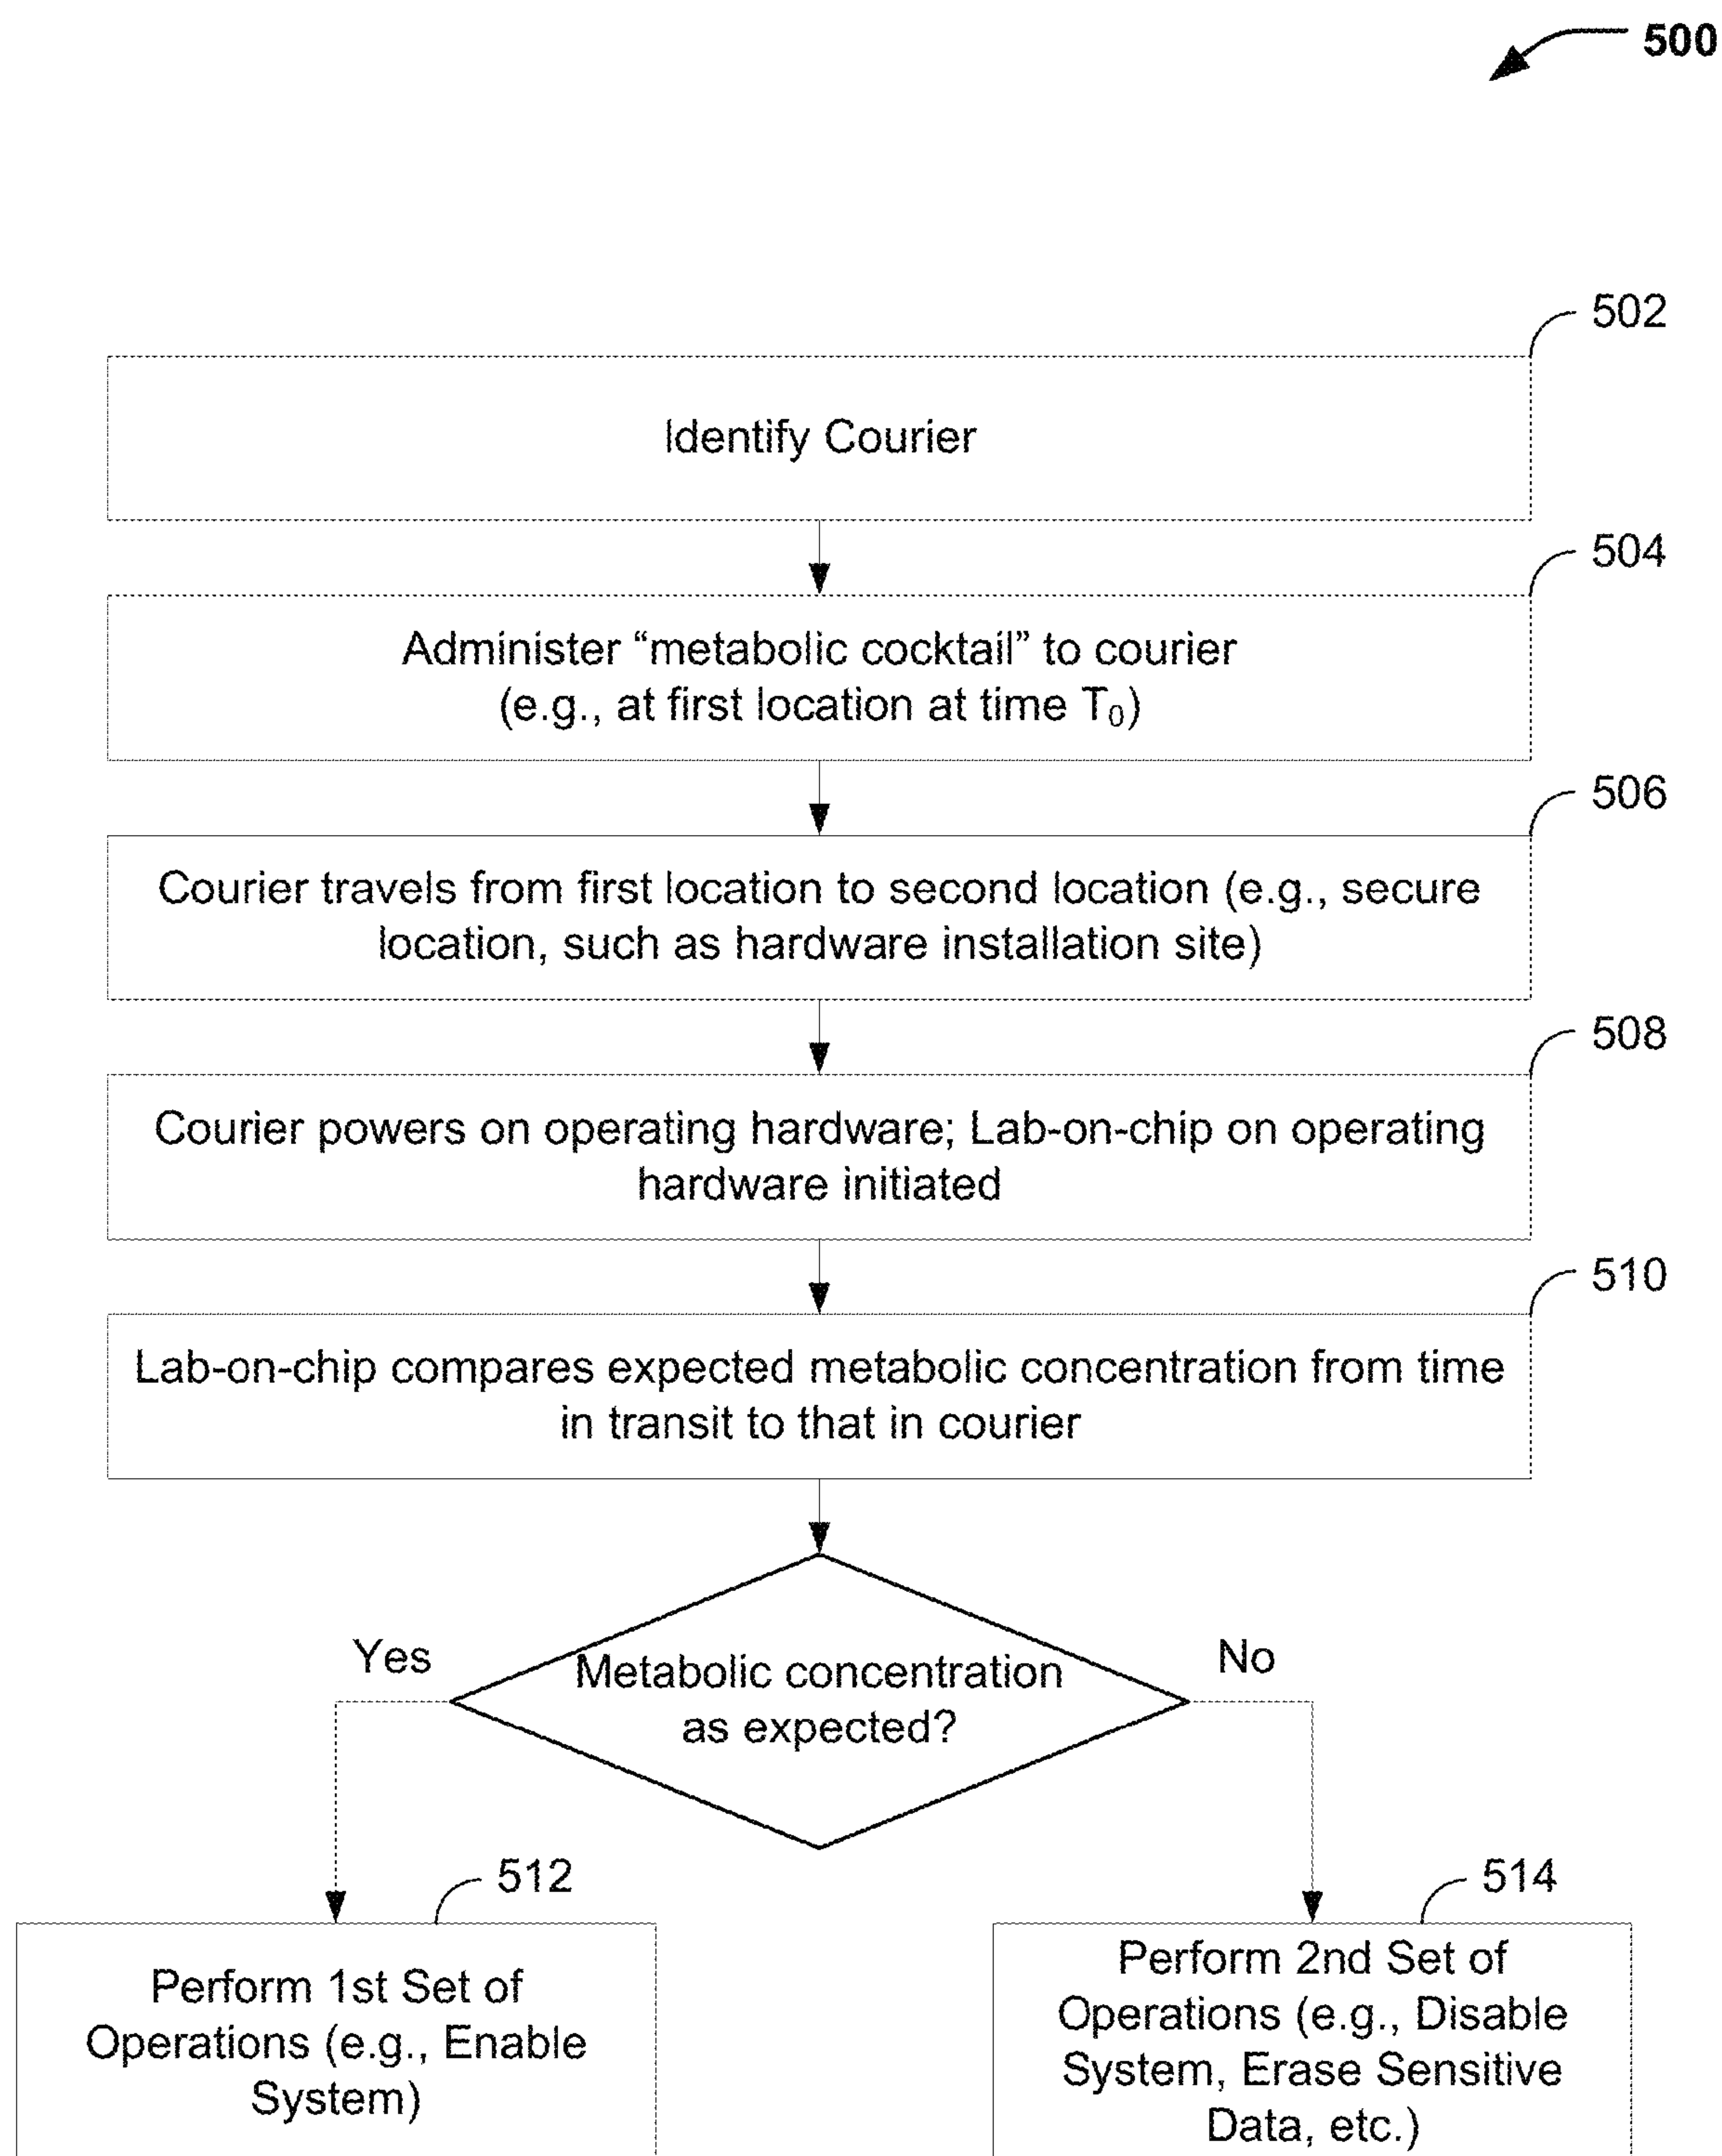 500
502
Identify Courier
504
Administer “metabolic cocktail” to courier
(e.g., at first location at time T₀)
506
Courier travels from first location to second location (e.g., secure
location, such as hardware installation site)
508
Courier powers on operating hardware; Lab-on-chip on operating
hardware initiated
510
Lab-on-chip compares expected metabolic concentration from time
in transit to that in courier
Yes
No
Metabolic concentration
as expected?
512
Perform 1st Set of
Operations (e.g., Enable
System)
514
Perform 2nd Set of
Operations (e.g., Disable
System, Erase Sensitive
Data, etc.)